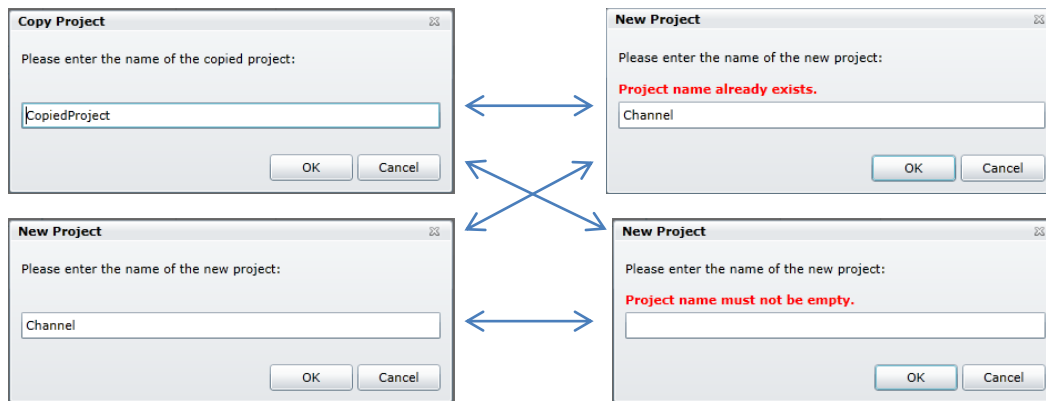 Copy Project
Please enter the name of the copied project:
CopiedProject
OK Cancel
New Project
Please enter the name of the new project:
Project name already exists.
Channel
OK Cancel
New Project
Please enter the name of the new project:
Channel
OK Cancel
New Project
Please enter the name of the new project:
Project name must not be empty.
OK Cancel